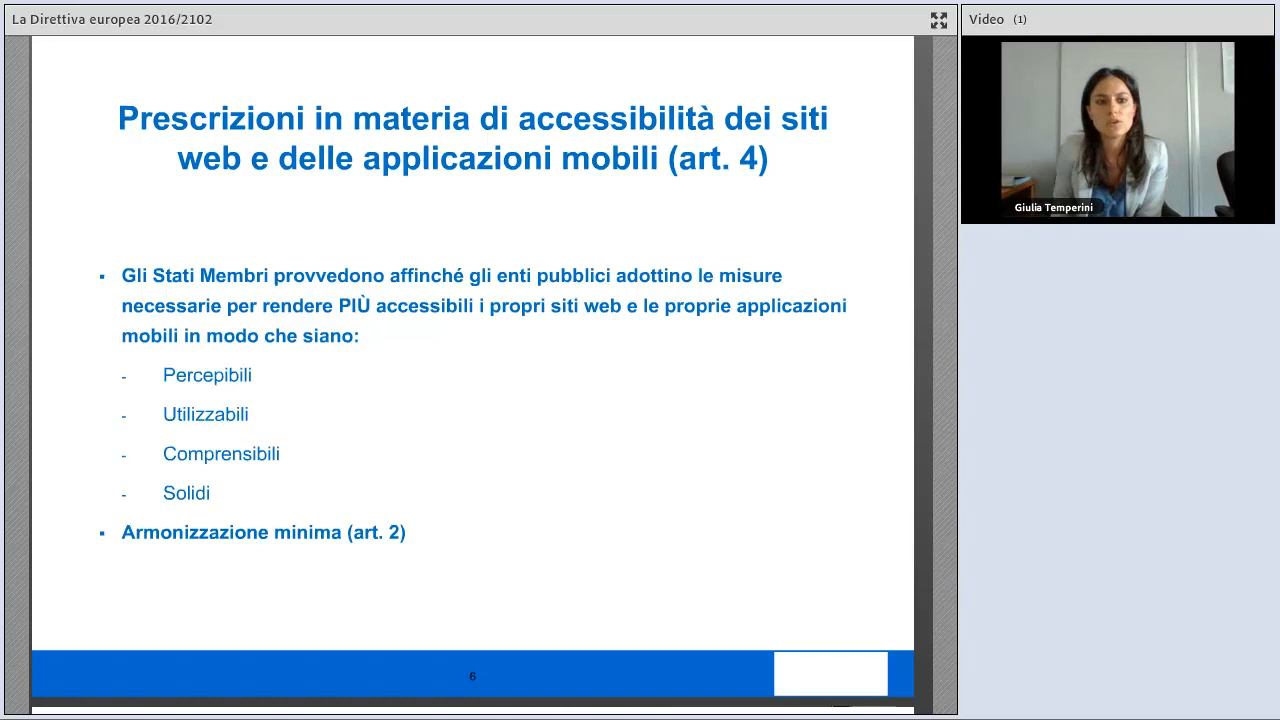 La Direttiva europea 2016/2102
Video (1)
Prescrizioni in materia di accessibilità dei siti
web e delle applicazioni mobili (art. 4)
Giulia Temperini
▪ Gli Stati Membri provvedono affinché gli enti pubblici adottino le misure
necessarie per rendere PIÙ accessibili i propri siti web e le proprie applicazioni
mobili in modo che siano:
- Percepibili
- Utilizzabili
- Comprensibili
- Solidi
▪ Armonizzazione minima (art. 2)
6